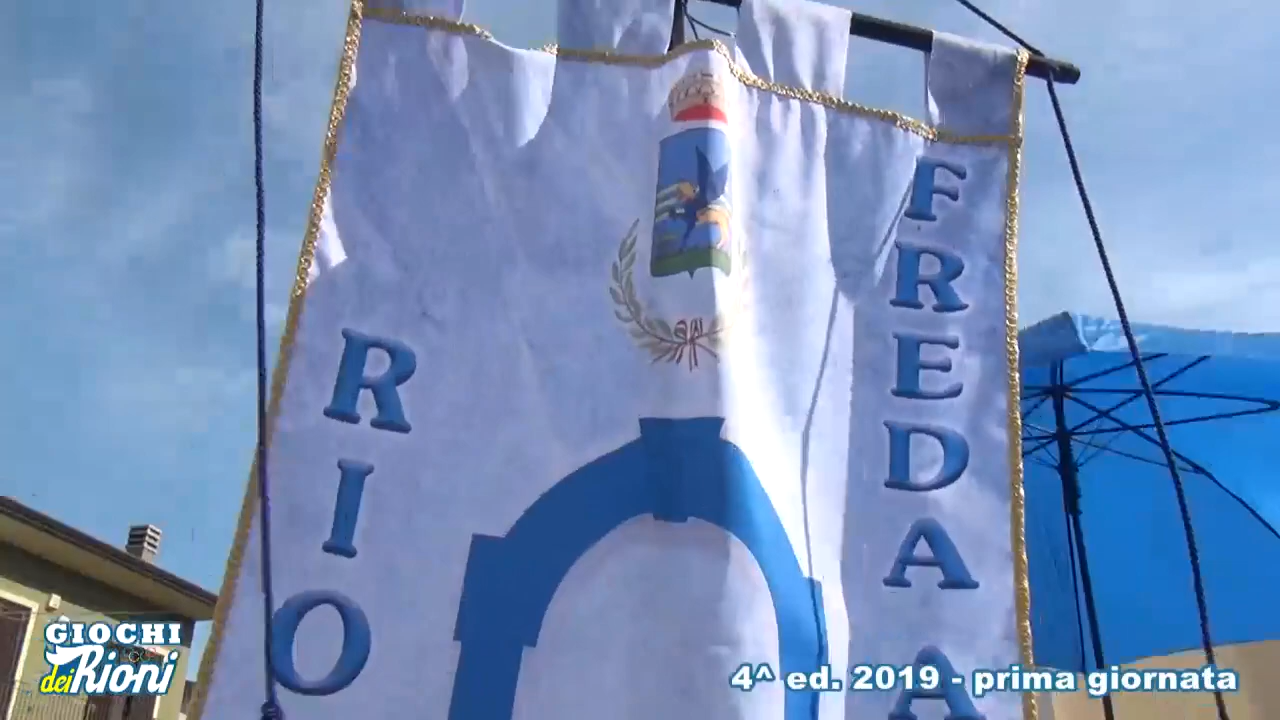 RIO
FREDA A
GIOCHI
dei Rioni
4^ ed. 2019 - prima giornata